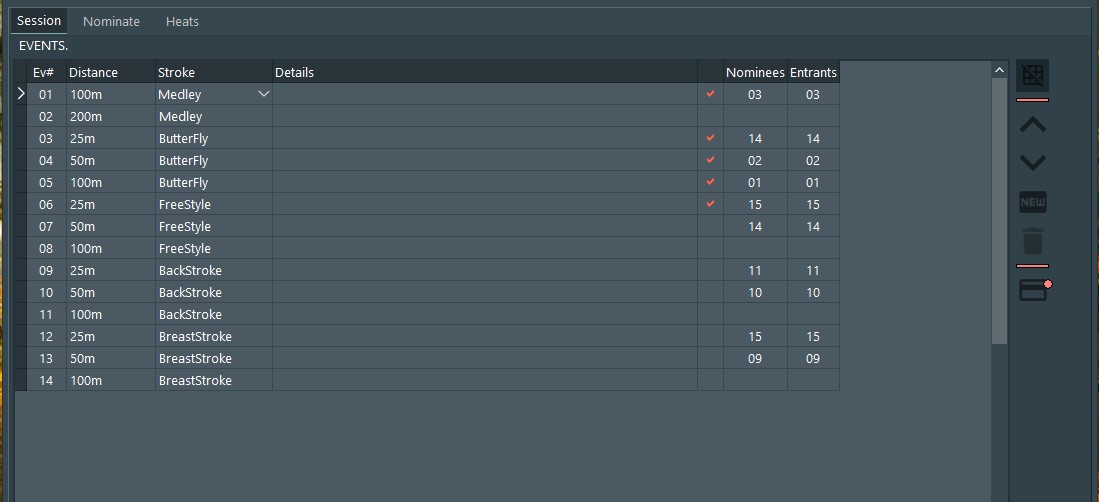 Session Nominate Heats
EVENTS.
Ev# Distance Stroke Details Nominees Entrants
01 100m Medley 03 03
02 200m Medley
03 25m ButterFly 14 14
04 50m ButterFly 02 02
05 100m ButterFly 01 01
06 25m FreeStyle 15 15
07 50m FreeStyle 14 14
08 100m FreeStyle
09 25m BackStroke 11 11
10 50m BackStroke 10 10
11 100m BackStroke
12 25m BreastStroke 15 15
13 50m BreastStroke 09 09
14 100m BreastStroke
NEW